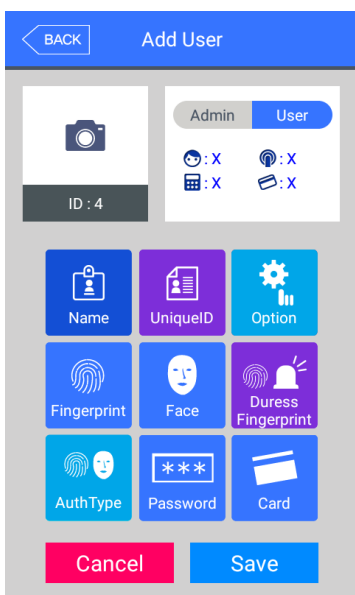 BACK
Add User
Admin
User
: X
: X
: X
: X
ID : 4
Name
UniqueID
Option
Fingerprint
Face
Duress
Fingerprint
AuthType
***
Password
Card
Cancel
Save